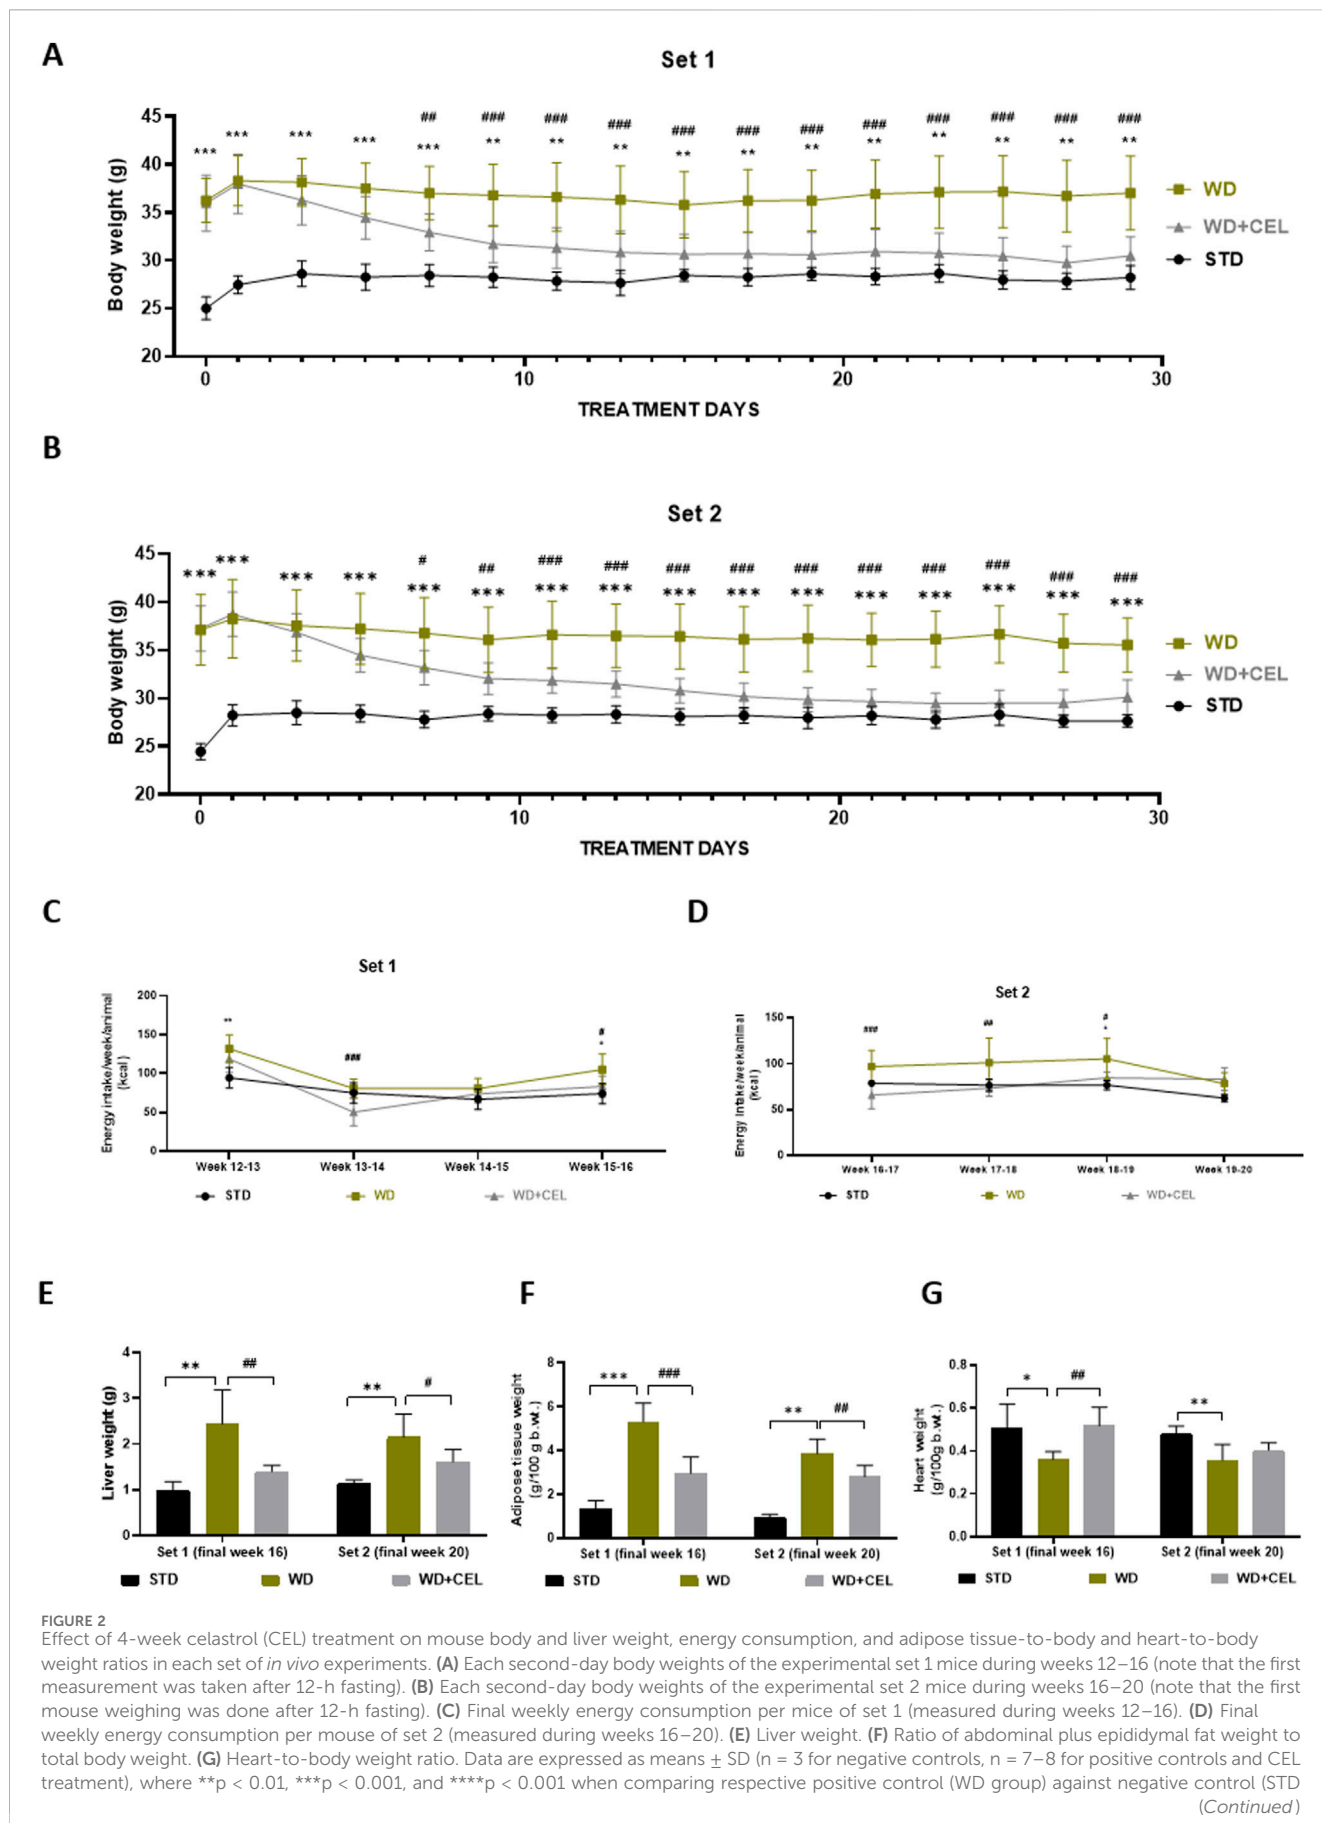 A
Set 1
## ### ### ### ### ### ### ### ### ### ### ###
*** *** *** *** *** ** ** ** ** ** ** ** ** ** ** **
45
40
35
30
25
20
Body weight (g)
WD
WD+CEL
STD
0 10 20 30
TREATMENT DAYS
B
Set 2
# ## ### ### ### ### ### ### ### ### ### ###
*** *** *** *** *** *** *** *** *** *** *** *** *** *** *** ***
45
40
35
30
25
20
Body weight (g)
WD
WD+CEL
STD
0 10 20 30
TREATMENT DAYS
C
Set 1
200
150
100
50
0
Energy intake/week/animal
(kcal)
** ### # *
Week 12-13 Week 13-14 Week 14-15 Week 15-16
STD WD WD+CEL
D
Set 2
150
100
50
0
Energy intake/week/animal
(kcal)
### ## # *
Week 16-17 Week 17-18 Week 18-19 Week 19-20
STD WD WD+CEL
E
4
3
2
1
0
Liver weight (g)
** ## ** #
Set 1 (final week 16) Set 2 (final week 20)
STD WD WD+CEL
F
8
6
4
2
0
Adipose tissue weight
(g/100 g b.wt.)
*** ### ** ##
Set 1 (final week 16) Set 2 (final week 20)
STD WD WD+CEL
G
0.8
0.6
0.4
0.2
0.0
Heart weight
(g/100g b.wt.)
* ## **
Set 1 (final week 16) Set 2 (final week 20)
STD WD WD+CEL
FIGURE 2
Effect of 4-week celastrol (CEL) treatment on mouse body and liver weight, energy consumption, and adipose tissue-to-body and heart-to-body
weight ratios in each set of in vivo experiments. (A) Each second-day body weights of the experimental set 1 mice during weeks 12–16 (note that the first
measurement was taken after 12-h fasting). (B) Each second-day body weights of the experimental set 2 mice during weeks 16–20 (note that the first
mouse weighing was done after 12-h fasting). (C) Final weekly energy consumption per mice of set 1 (measured during weeks 12–16). (D) Final
weekly energy consumption per mouse of set 2 (measured during weeks 16–20). (E) Liver weight. (F) Ratio of abdominal plus epididymal fat weight to
total body weight. (G) Heart-to-body weight ratio. Data are expressed as means ± SD (n = 3 for negative controls, n = 7–8 for positive controls and CEL
treatment), where **p < 0.01, ***p < 0.001, and ****p < 0.001 when comparing respective positive control (WD group) against negative control (STD
(Continued)